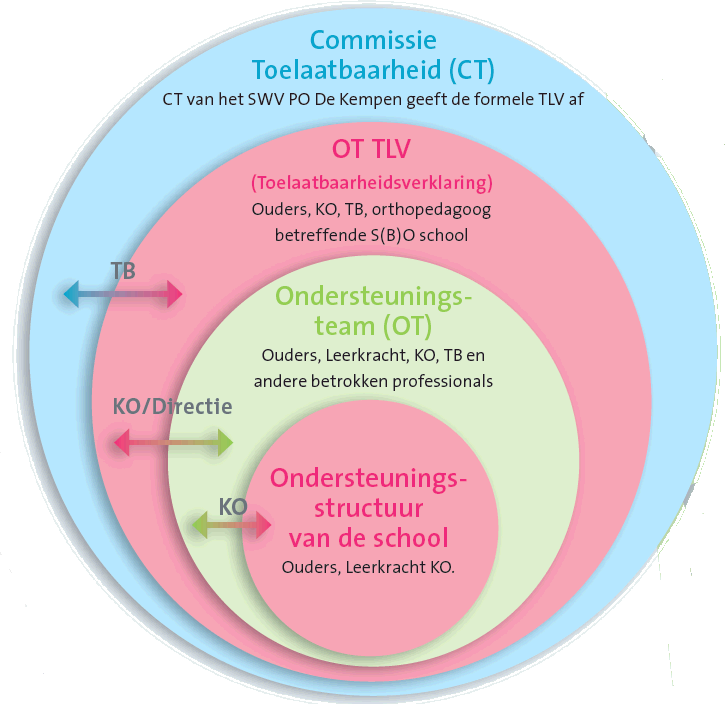 Commissie
Toelaatbaarheid (CT)
CT van het SWV PO De Kempen geeft de formele TLV af
OT TLV
(Toelaatbaarheidsverklaring)
Ouders, KO, TB, orthopedagoog
betreffende S(B)O school
TB
Ondersteunings-
team (OT)
Ouders, Leerkracht, KO, TB en
andere betrokken professionals
KO/Directie
Ondersteunings-
structuur
van de school
Ouders, Leerkracht KO.
KO